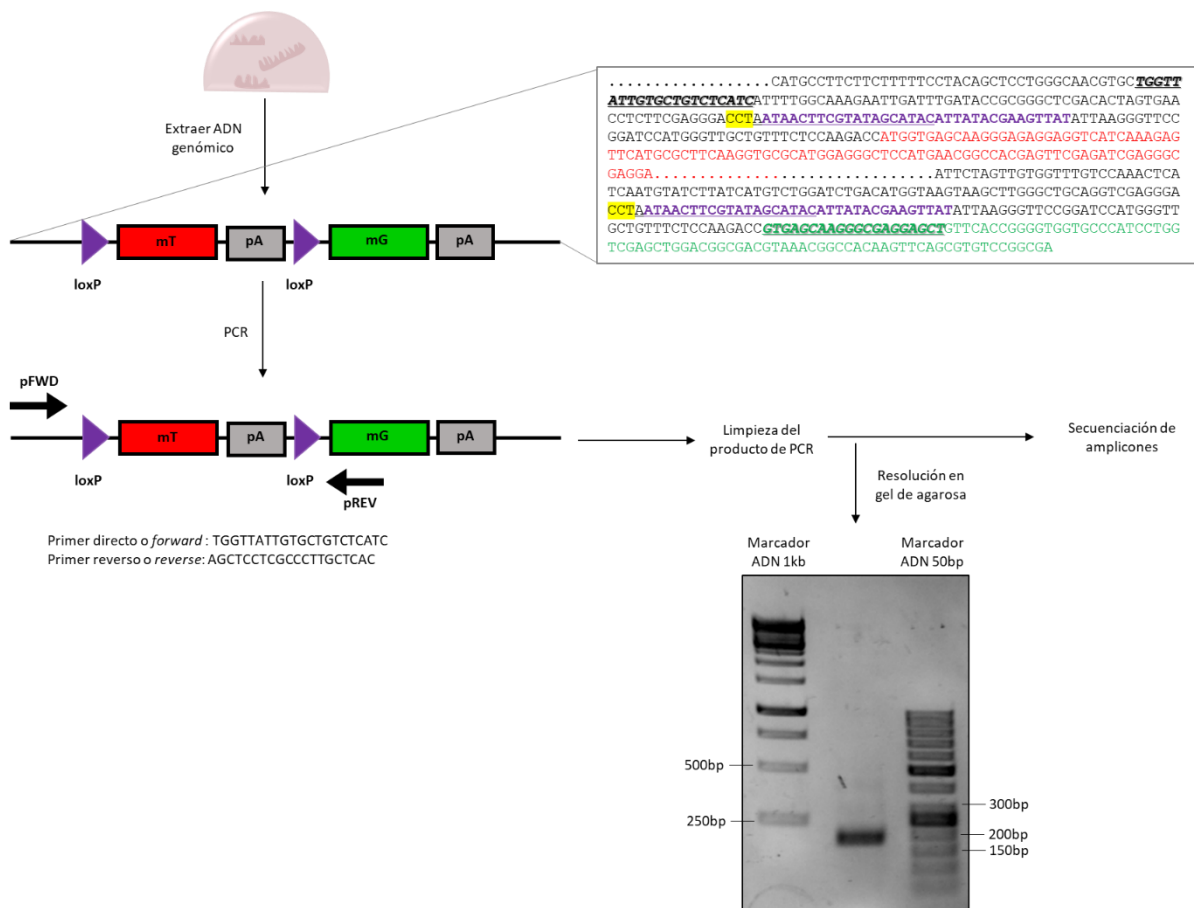 Extraer ADN
genómico
..................CATGCCTTCTTCTTTTTCCTACAGCTCCTGGGCAACGTGCTGGTT
ATTGTGCTGTCTCATCATTTTGGCAAAGAATTGATTTGATACCGCGGGCTCGACACTAGTGAA
CCTCTTCGAGGGACCTAATAACTTCGTATAGCATACATTATACGAAGTTATATTAAGGGTTCC
GGATCCATGGGTTGCTGTTTCTCCAAGACCATGGTGAGCAAGGGAGAGGAGGTCATCAAAGAG
TTCATGCGCTTCAAGGTGCGCATGGAGGGCTCCATGAACGGCCACGAGTTCGAGATCGAGGGC
GAGGA................................ATTCTAGTTGTGGTTTGTCCAAACTCA
TCAATGTATCTTATCATGTCTGGATCTGACATGGTAAGTAAGCTTGGGCTGCAGGTCGAGGGA
CCTAATAACTTCGTATAGCATACATTATACGAAGTTATATTAAGGGTTCCGGATCCATGGGTT
GCTGTTTCTCCAAGACCGTGAGCAAGGGCGAGGAGCTGTTCACCGGGGTGGTGCCCATCCTGG
TCGAGCTGGACGGCGACGTAAACGGCCACAAGTTCAGCGTGTCCGGCGA
mT
pA
mG
pA
loxP
loxP
PCR
pFWD
mT
pA
mG
pA
loxP
loxP
pREV
Primer directo o forward : TGGTTATTGTGCTGTCTCATC
Primer reverso o reverse: AGCTCCTCGCCCTTGCTCAC
Limpieza del
producto de PCR
Secuenciación de
amplicones
Resolución en
gel de agarosa
Marcador
ADN 1kb
Marcador
ADN 50bp
500bp
250bp
300bp
200bp
150bp